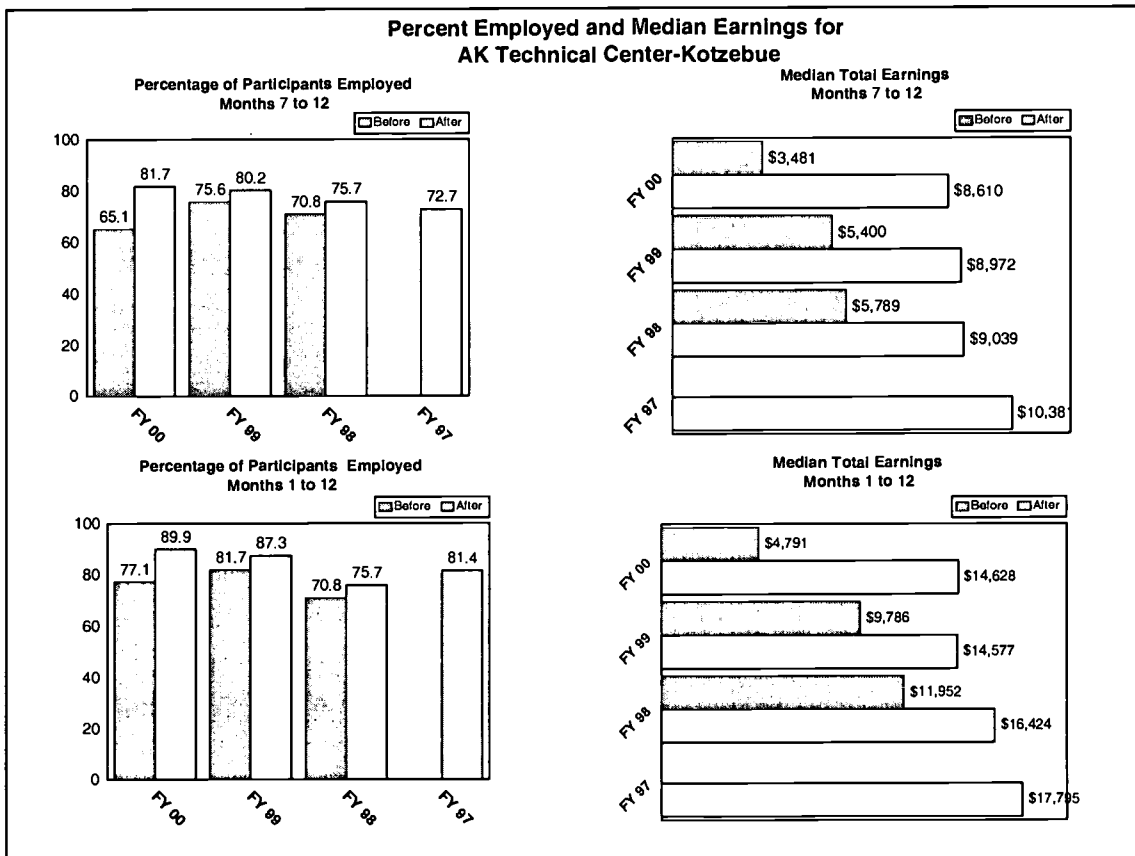 Percent Employed and Median Earnings for
AK Technical Center-Kotzebue
Percentage of Participants Employed
Months 7 to 12
Before After
100
80
60
40
20
0
65.1
81.7
75.6
80.2
70.8
75.7
72.7
FY 00
FY 99
FY 98
FY 97
Median Total Earnings
Months 7 to 12
Before After
FY 00
$3,481
$8,610
FY 99
$5,400
$8,972
FY 98
$5,789
$9,039
FY 97
$10,381
Percentage of Participants Employed
Months 1 to 12
Before After
100
80
60
40
20
0
77.1
89.9
81.7
87.3
70.8
75.7
81.4
FY 00
FY 99
FY 98
FY 97
Median Total Earnings
Months 1 to 12
Before After
FY 00
$4,791
$14,628
FY 99
$9,786
$14,577
FY 98
$11,952
$16,424
FY 97
$17,795